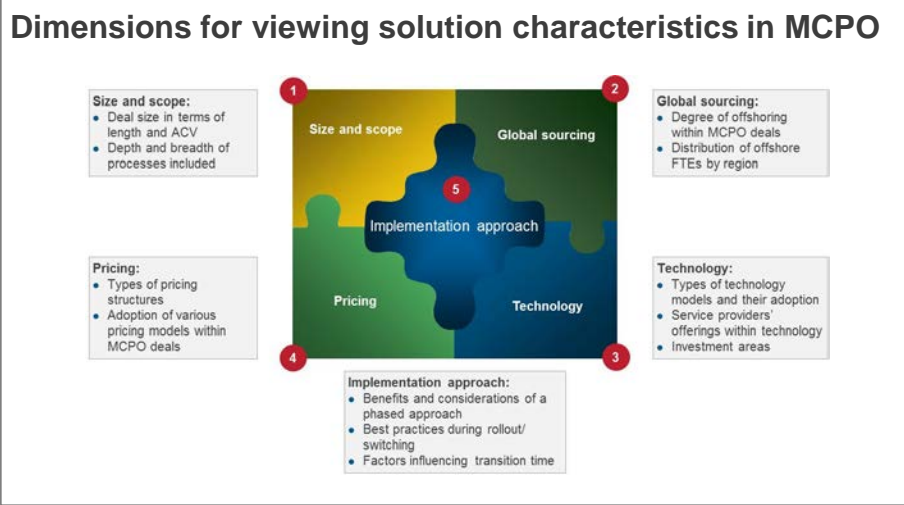 Dimensions for viewing solution characteristics in MCPO
1
Size and scope:
• Deal size in terms of
length and ACV
• Depth and breadth of
processes included
Size and scope
2
Global sourcing:
• Degree of offshoring
within MCPO deals
• Distribution of offshore
FTEs by region
Global sourcing
5
Implementation approach
Pricing:
• Types of pricing
structures
• Adoption of various
pricing models within
MCPO deals
Pricing
4
Technology:
• Types of technology
models and their adoption
• Service providers'
offerings within technology
• Investment areas
Technology
3
Implementation approach:
• Benefits and considerations of a
phased approach
• Best practices during rollout/
switching
• Factors influencing transition time